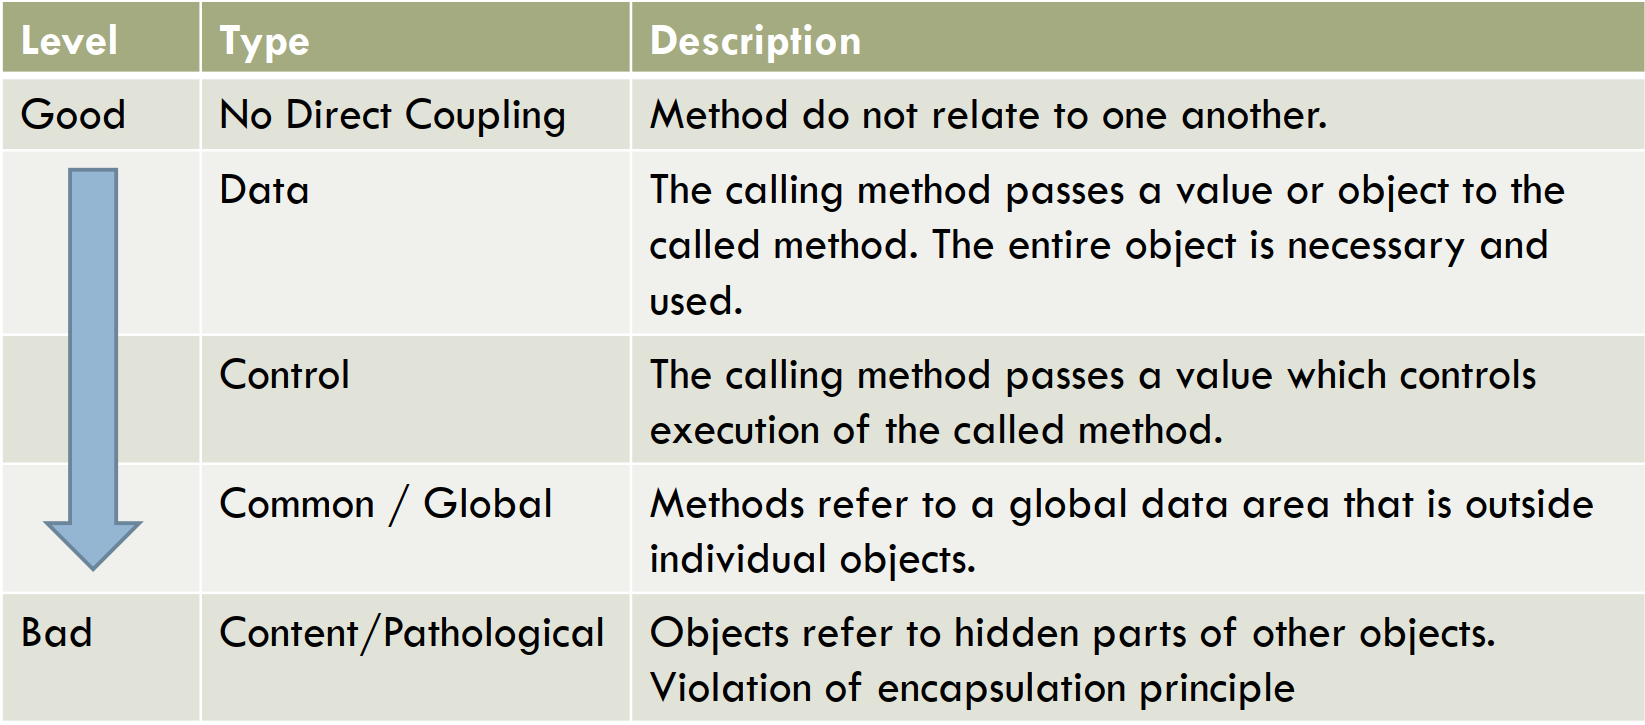 Level Type Description
Good No Direct Coupling Method do not relate to one another.
Data The calling method passes a value or object to the
called method. The entire object is necessary and
used.
Control The calling method passes a value which controls
execution of the called method.
Common / Global Methods refer to a global data area that is outside
individual objects.
Bad Content/Pathological Objects refer to hidden parts of other objects.
Violation of encapsulation principle